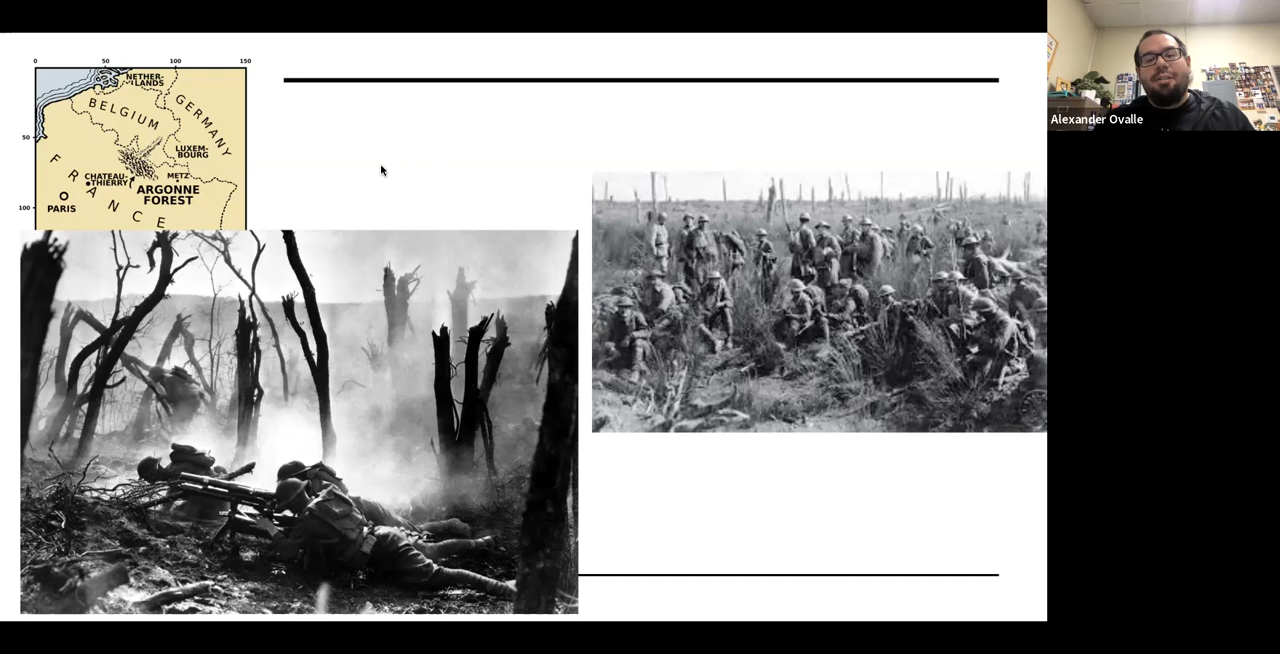 0 50 100 150
NETHER-
LANDS
BELGIUM
GERMANY
50
LUXEM-
BOURG
FRANCE
CHATEAU-
THIERRY
METZ
ARGONNE
FOREST
PARIS
100
Alexander Ovalle